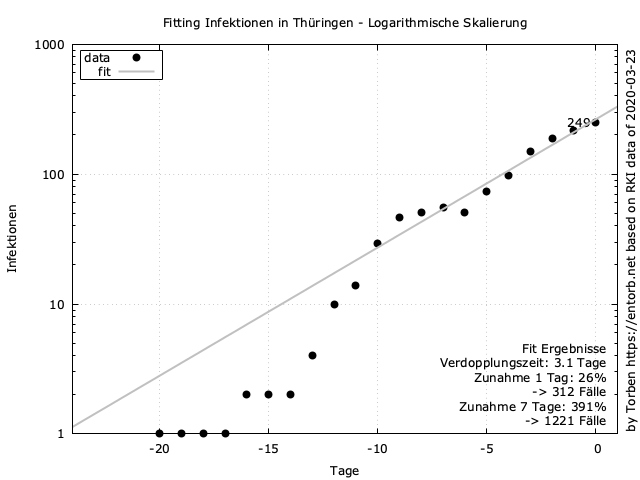 Fitting Infektionen in Thüringen - Logarithmische Skalierung
1000
100
10
1
Infektionen
data
fit
249
Fit Ergebnisse
Verdopplungszeit: 3.1 Tage
Zunahme 1 Tag: 26%
-> 312 Fälle
Zunahme 7 Tage: 391%
-> 1221 Fälle
-20 -15 -10 -5 0
Tage
by Torben https://entorb.net based on RKI data of 2020-03-23